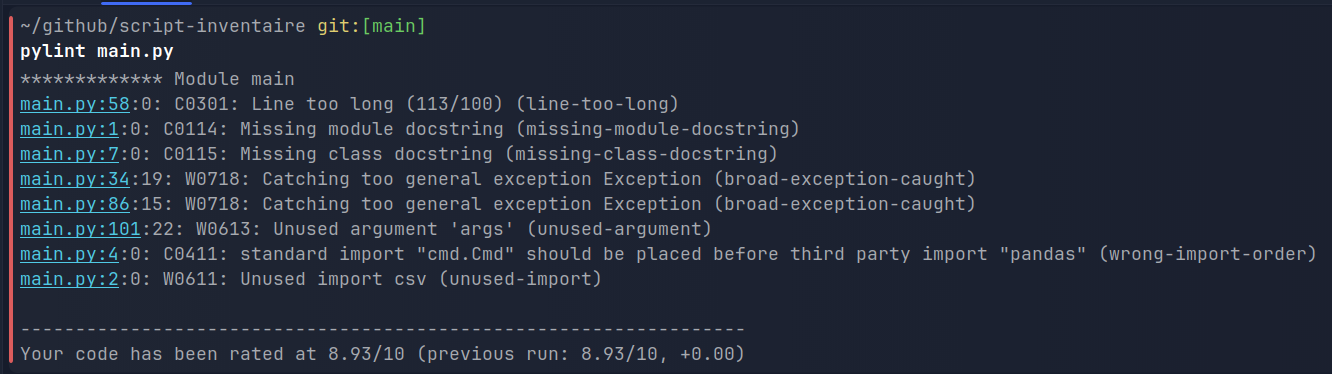 ~/github/script-inventaire git:[main]
pylint main.py
************* Module main
main.py:58:0: C0301: Line too long (113/100) (line-too-long)
main.py:1:0: C0114: Missing module docstring (missing-module-docstring)
main.py:7:0: C0115: Missing class docstring (missing-class-docstring)
main.py:34:19: W0718: Catching too general exception Exception (broad-exception-caught)
main.py:86:15: W0718: Catching too general exception Exception (broad-exception-caught)
main.py:101:22: W0613: Unused argument 'args' (unused-argument)
main.py:4:0: C0411: standard import "cmd.Cmd" should be placed before third party import "pandas" (wrong-import-order)
main.py:2:0: W0611: Unused import csv (unused-import)
------------------------------------------------------------------
Your code has been rated at 8.93/10 (previous run: 8.93/10, +0.00)